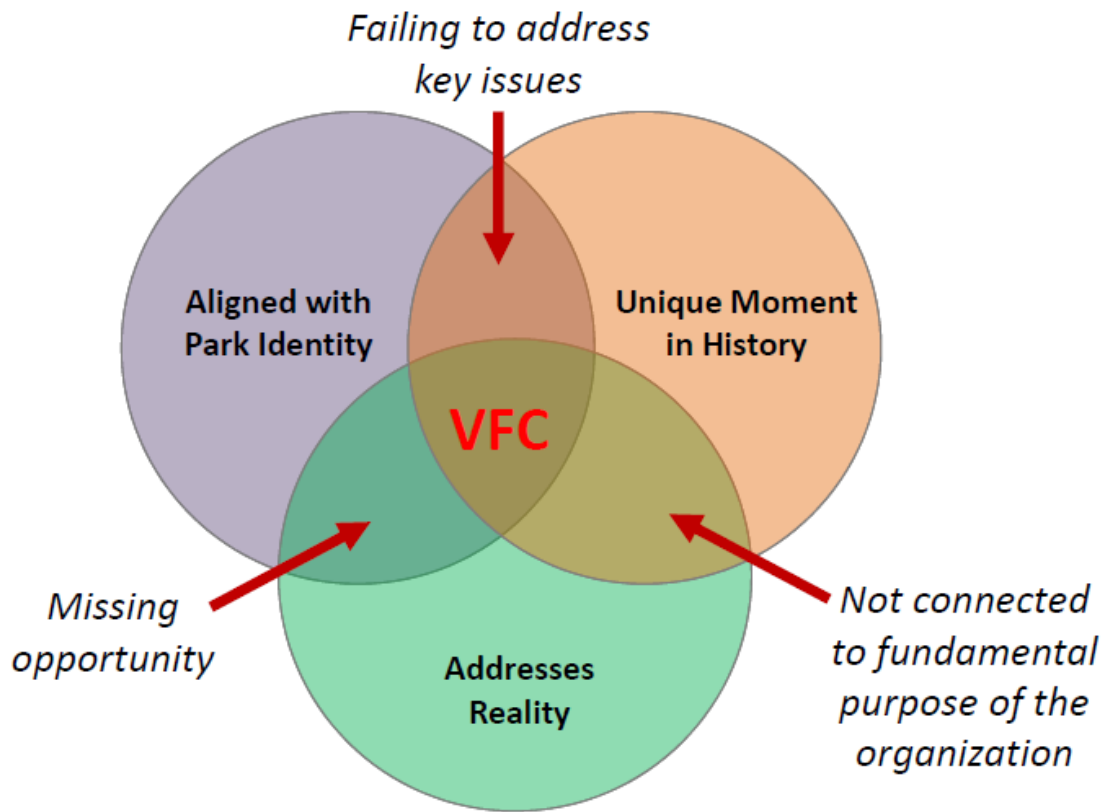 Failing to address
key issues
Aligned with
Park Identity
Unique Moment
in History
VFC
Missing
opportunity
Addresses
Reality
Not connected
to fundamental
purpose of the
organization